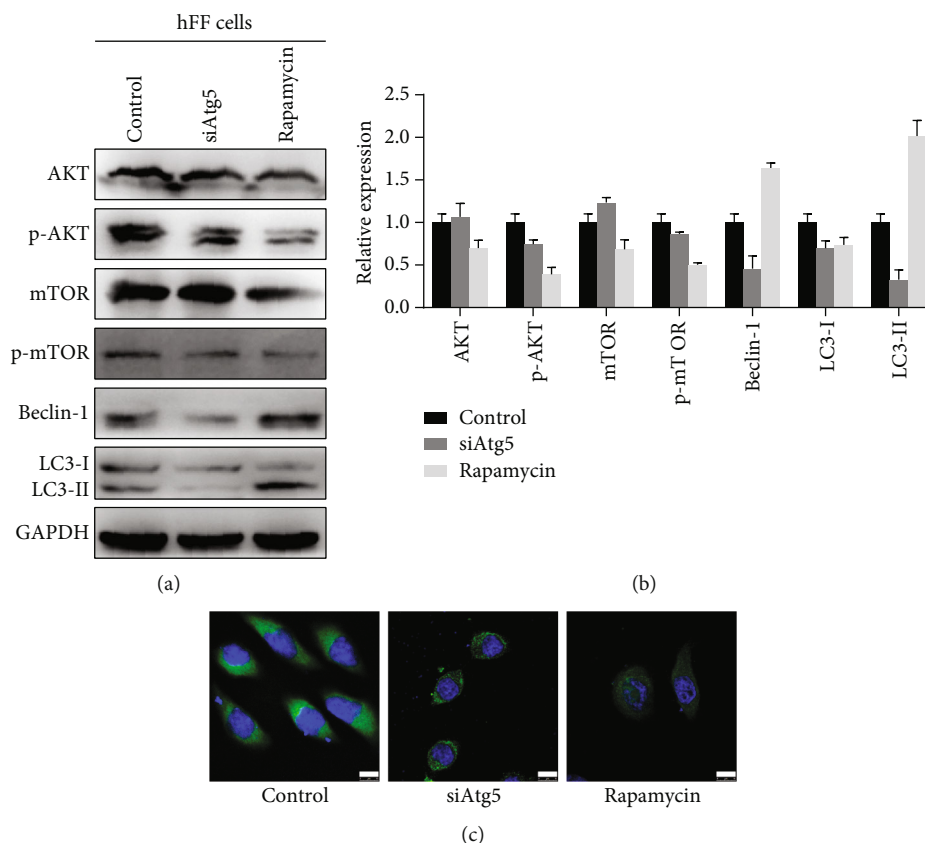 hFF cells
Control
siAtg5
Rapamycin
AKT
p-AKT
mTOR
p-mTOR
Beclin-1
LC3-I
LC3-II
GAPDH
(a)
Relative expression
2.5
2.0
1.5
1.0
0.5
0.0
AKT
p-AKT
mTOR
p-mT OR
Beclin-1
LC3-I
LC3-II
Control
siAtg5
Rapamycin
(b)
Control
siAtg5
Rapamycin
(c)